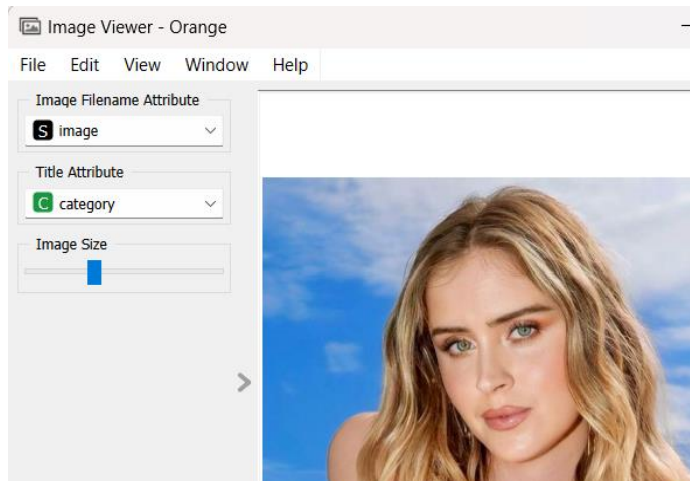 Image Viewer - Orange
File Edit View Window Help
Image Filename Attribute
S image
Title Attribute
C category
Image Size